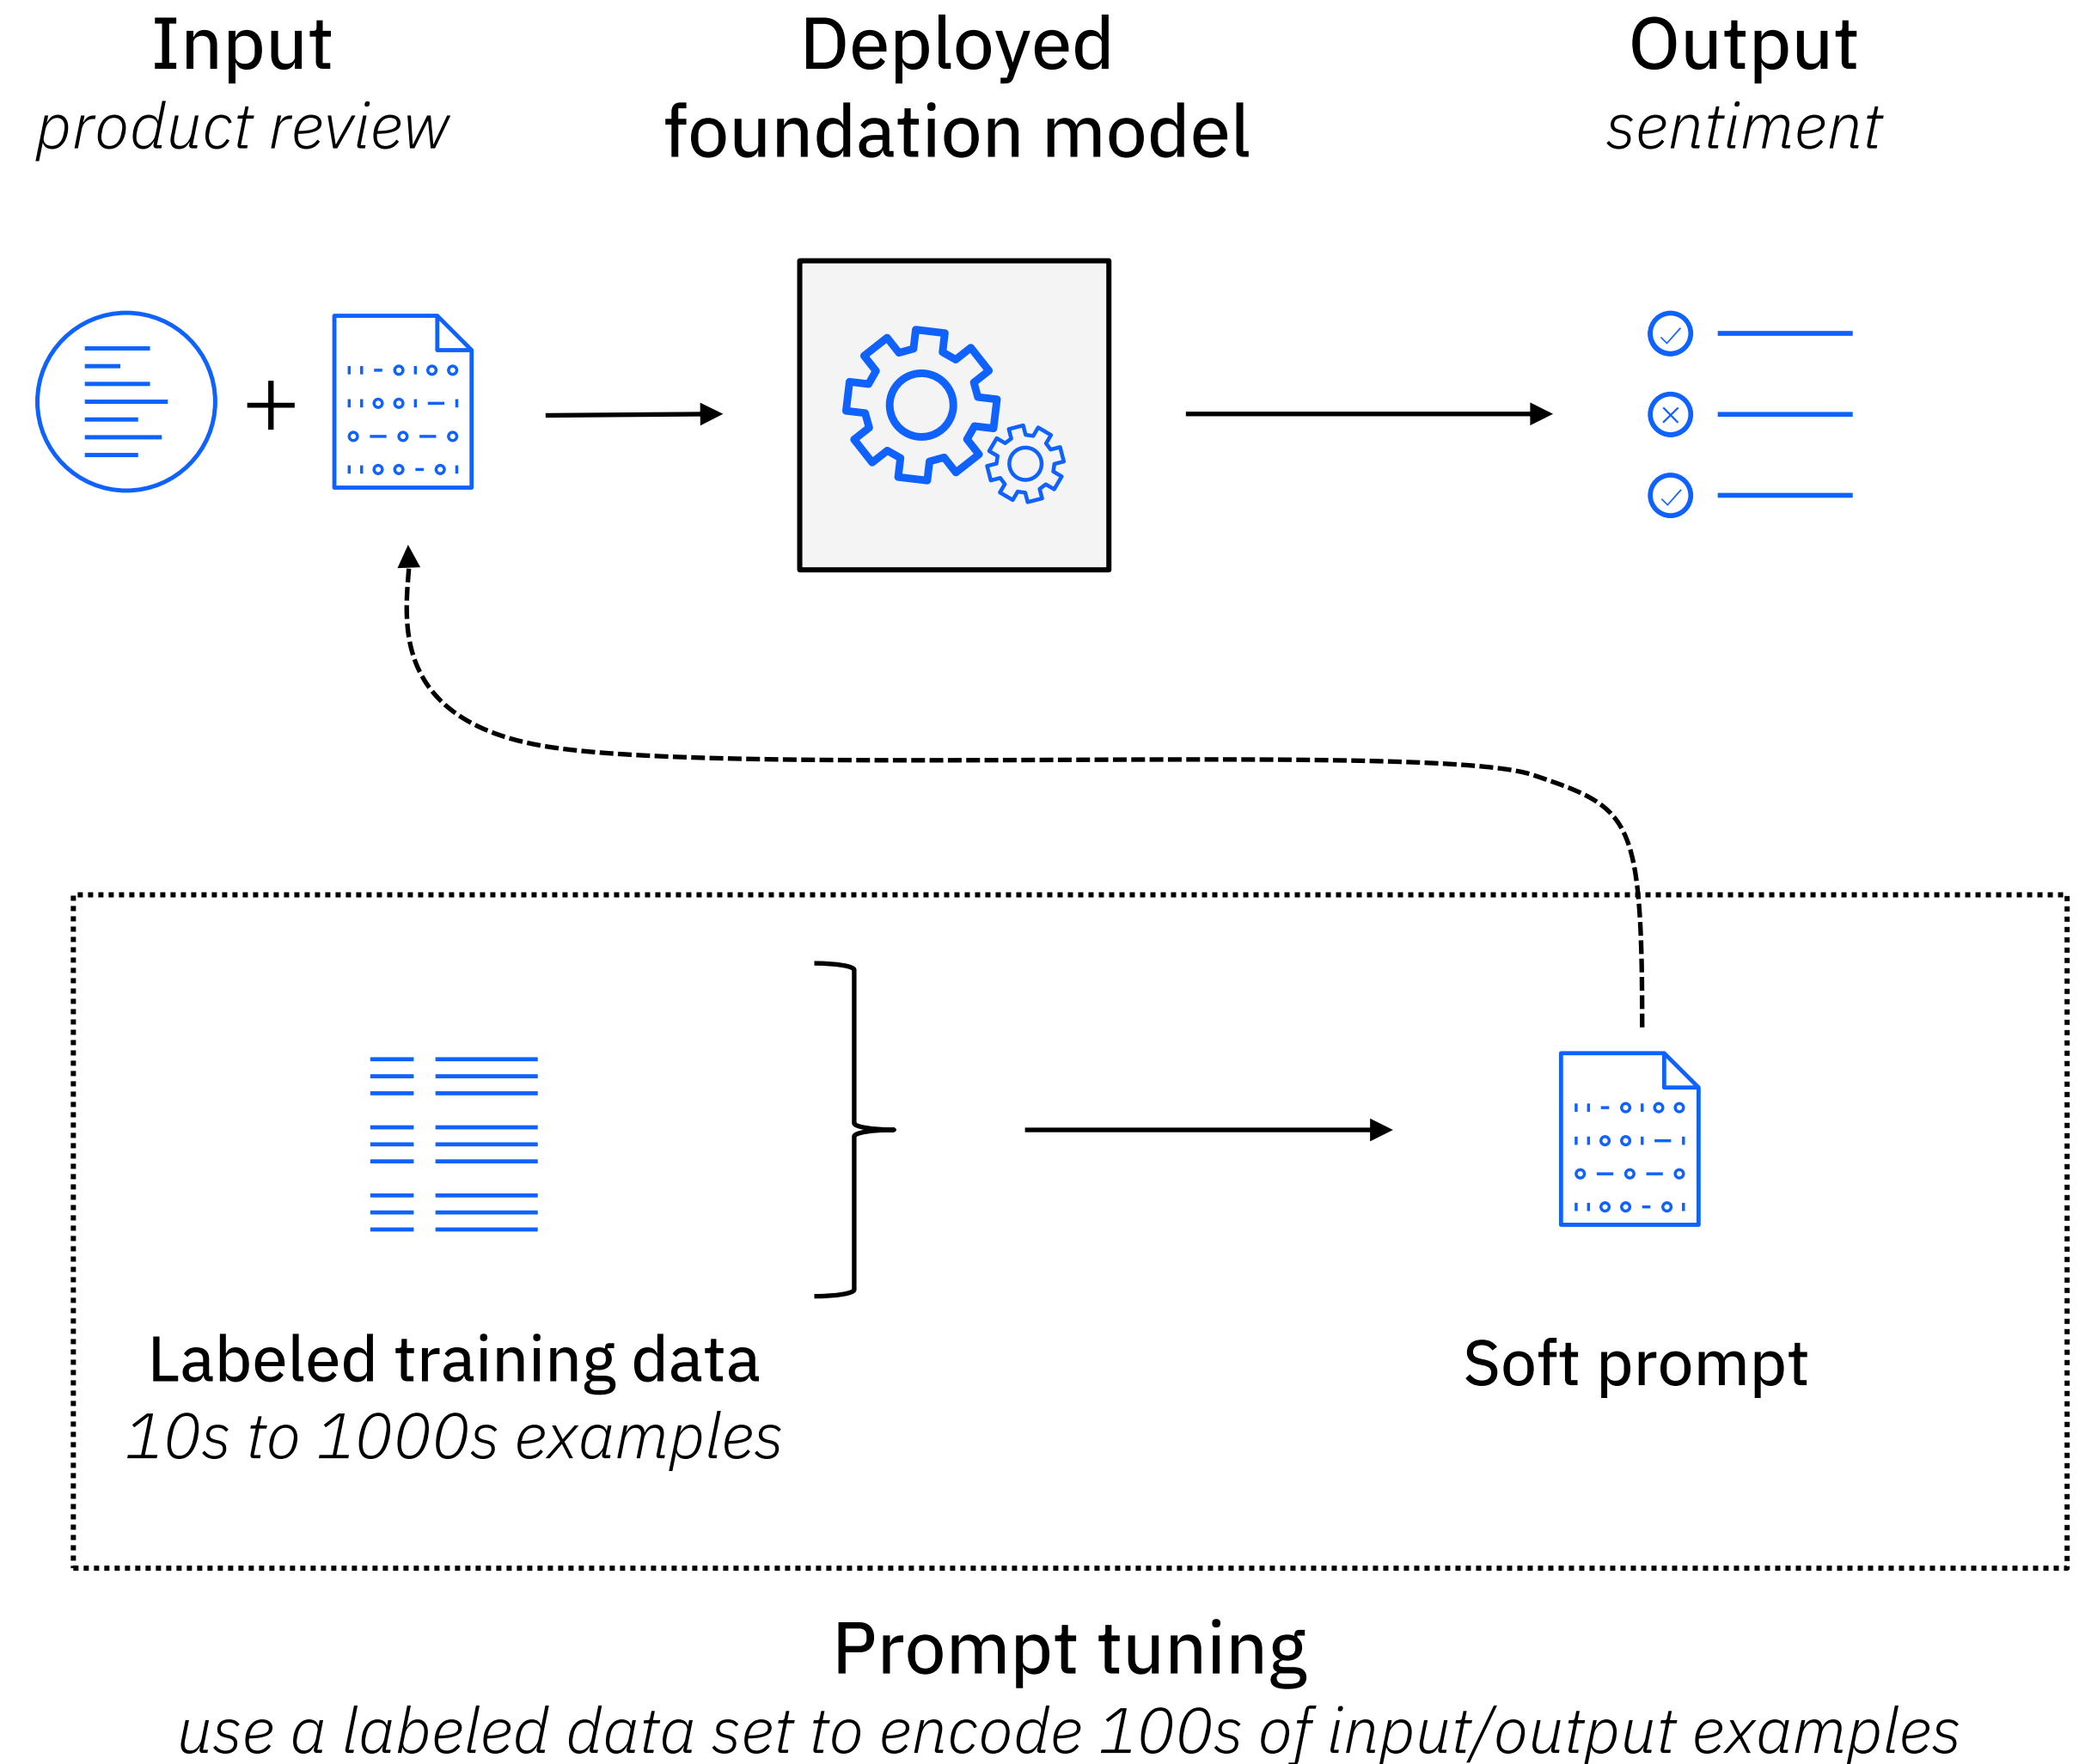 Input
product review
Deployed
foundation model
Output
sentiment
+
Labeled training data
10s to 1000s examples
Soft prompt
Prompt tuning
use a labeled data set to encode 100s of input/output examples